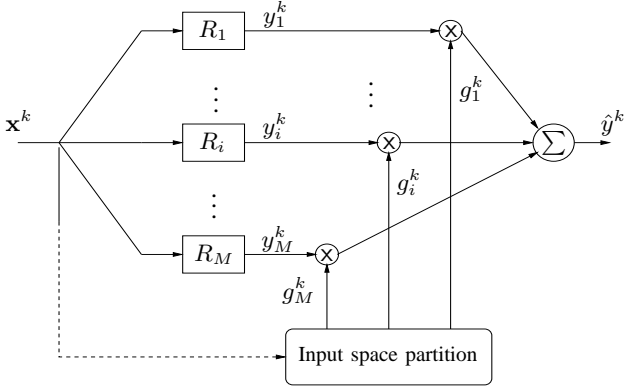 R_1 y_1^k x
⋮ ⋮ g_1^k
x^k R_i y_i^k x ∑ ŷ^k
g_i^k
⋮
R_M y_M^k x
g_M^k
Input space partition